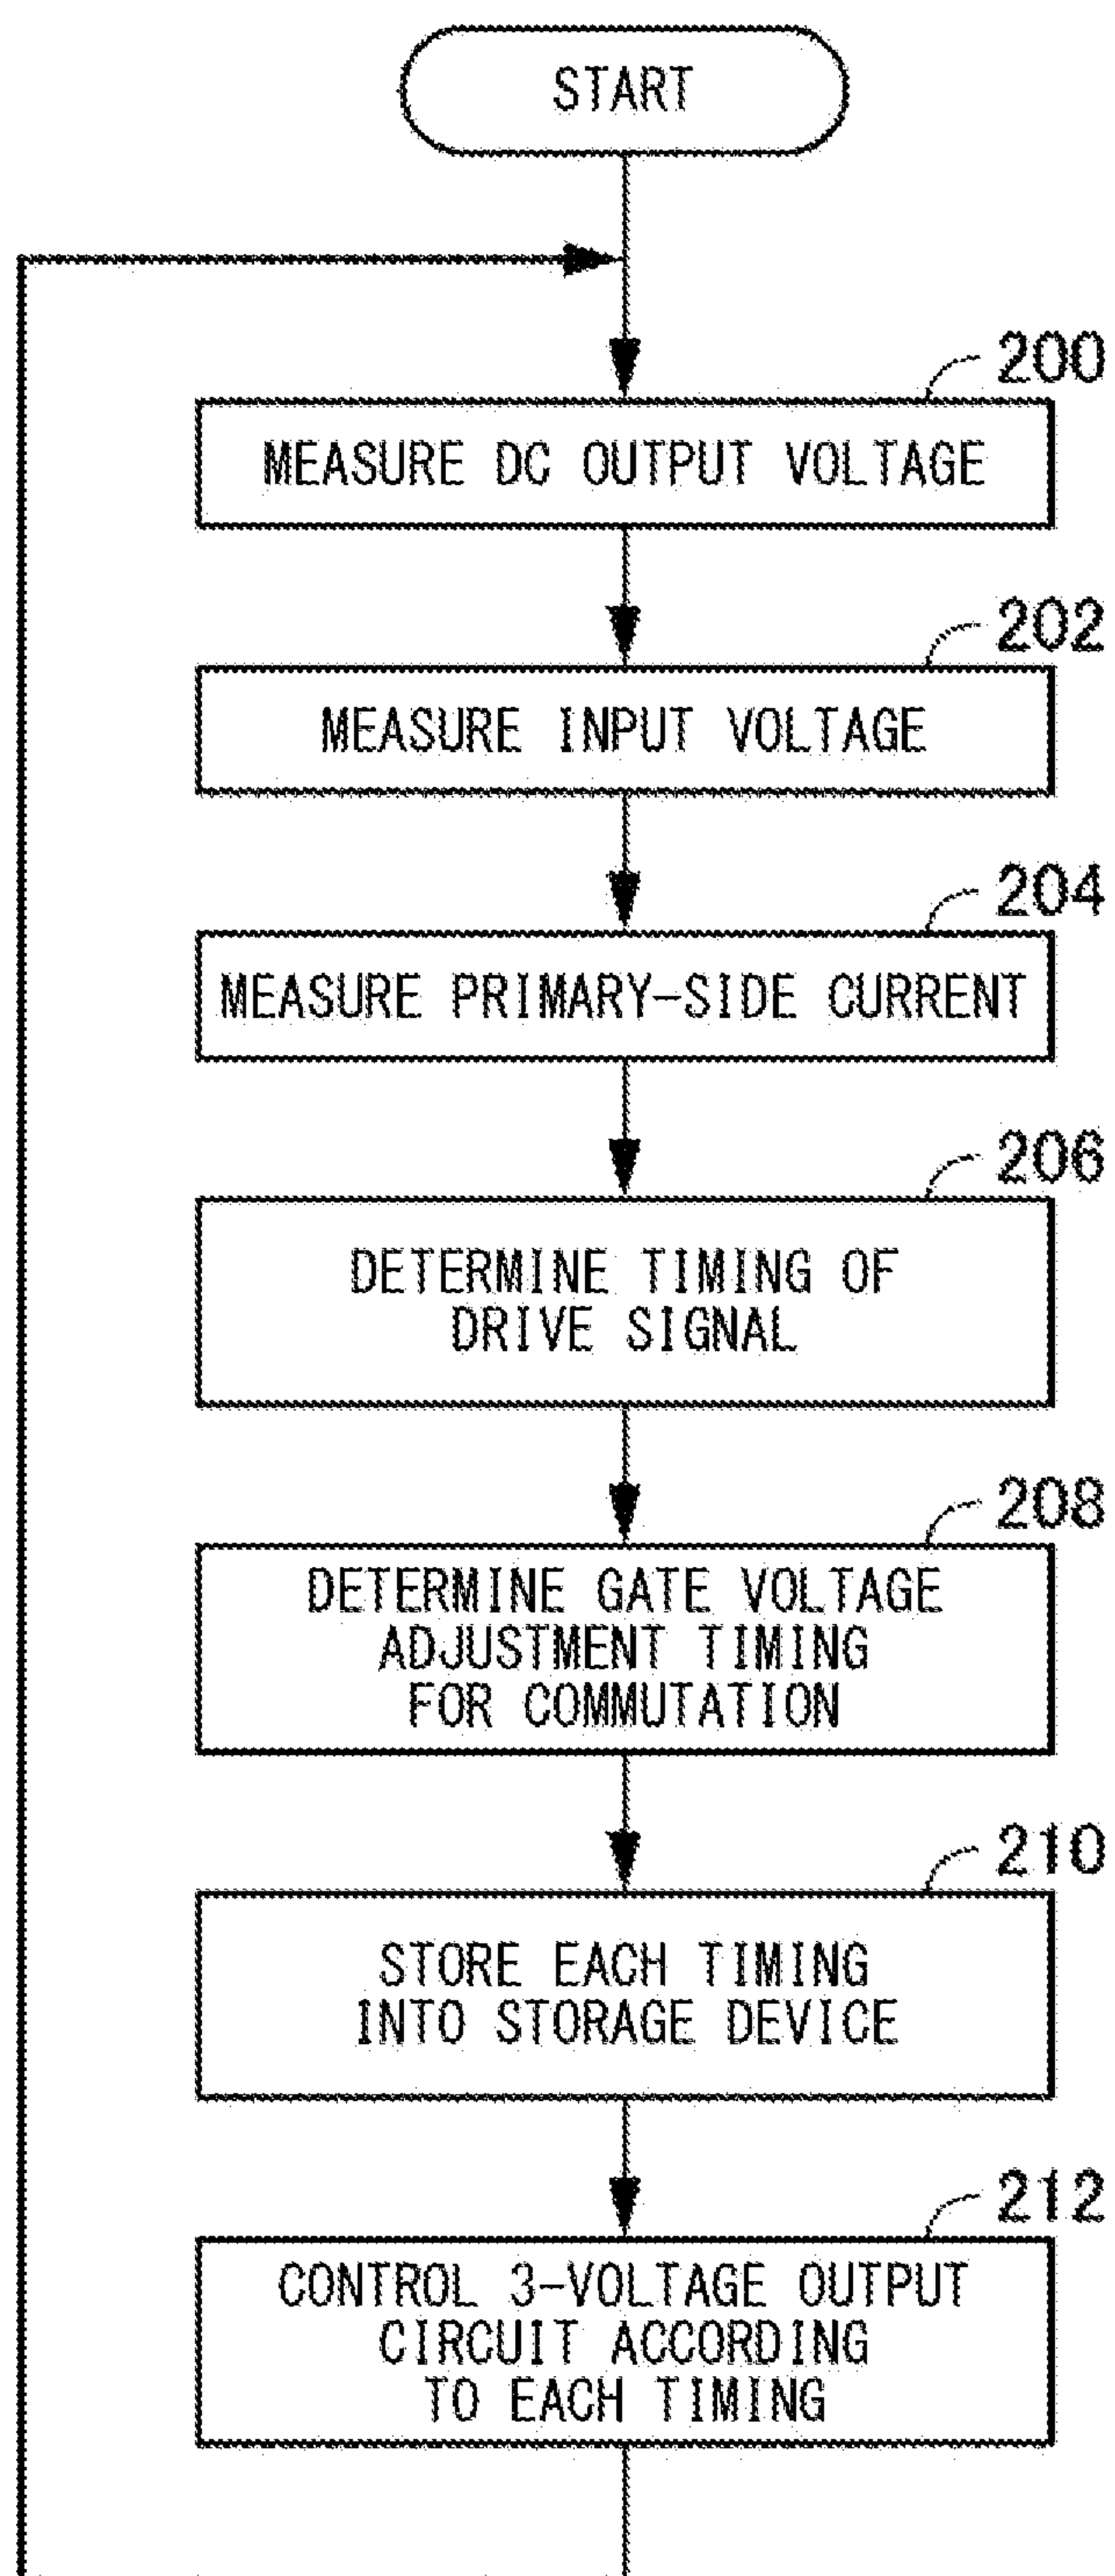 START
200
MEASURE DC OUTPUT VOLTAGE
202
MEASURE INPUT VOLTAGE
204
MEASURE PRIMARY-SIDE CURRENT
206
DETERMINE TIMING OF
DRIVE SIGNAL
208
DETERMINE GATE VOLTAGE
ADJUSTMENT TIMING
FOR COMMUTATION
210
STORE EACH TIMING
INTO STORAGE DEVICE
212
CONTROL 3-VOLTAGE OUTPUT
CIRCUIT ACCORDING
TO EACH TIMING